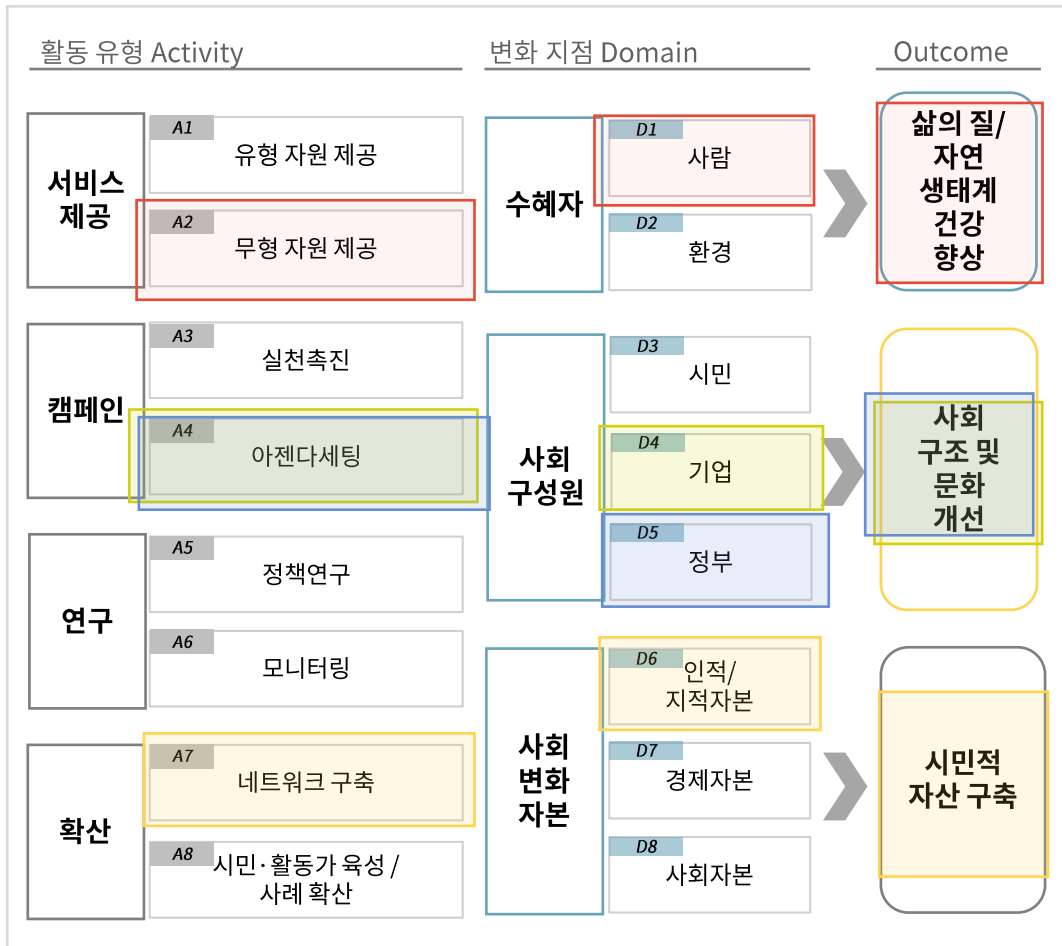 활동 유형 Activity
변화 지점 Domain
Outcome
서비스
제공
A1
유형 자원 제공
A2
무형 자원 제공
수혜자
D1
사람
D2
환경
삶의 질/
자연
생태계
건강
향상
캠페인
A3
실천촉진
A4
아젠다세팅
사회
구성원
D3
시민
D4
기업
D5
정부
사회
구조 및
문화
개선
연구
A5
정책연구
A6
모니터링
확산
A7
네트워크 구축
A8
시민·활동가 육성 /
사례 확산
사회
변화
자본
D6
인적/
지적자본
D7
경제자본
D8
사회자본
시민적
자산 구축